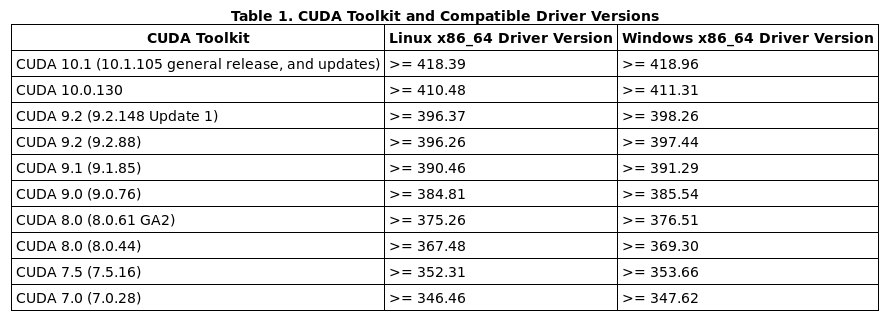 Table 1. CUDA Toolkit and Compatible Driver Versions
CUDA Toolkit Linux x86_64 Driver Version Windows x86_64 Driver Version
CUDA 10.1 (10.1.105 general release, and updates) >= 418.39 >= 418.96
CUDA 10.0.130 >= 410.48 >= 411.31
CUDA 9.2 (9.2.148 Update 1) >= 396.37 >= 398.26
CUDA 9.2 (9.2.88) >= 396.26 >= 397.44
CUDA 9.1 (9.1.85) >= 390.46 >= 391.29
CUDA 9.0 (9.0.76) >= 384.81 >= 385.54
CUDA 8.0 (8.0.61 GA2) >= 375.26 >= 376.51
CUDA 8.0 (8.0.44) >= 367.48 >= 369.30
CUDA 7.5 (7.5.16) >= 352.31 >= 353.66
CUDA 7.0 (7.0.28) >= 346.46 >= 347.62